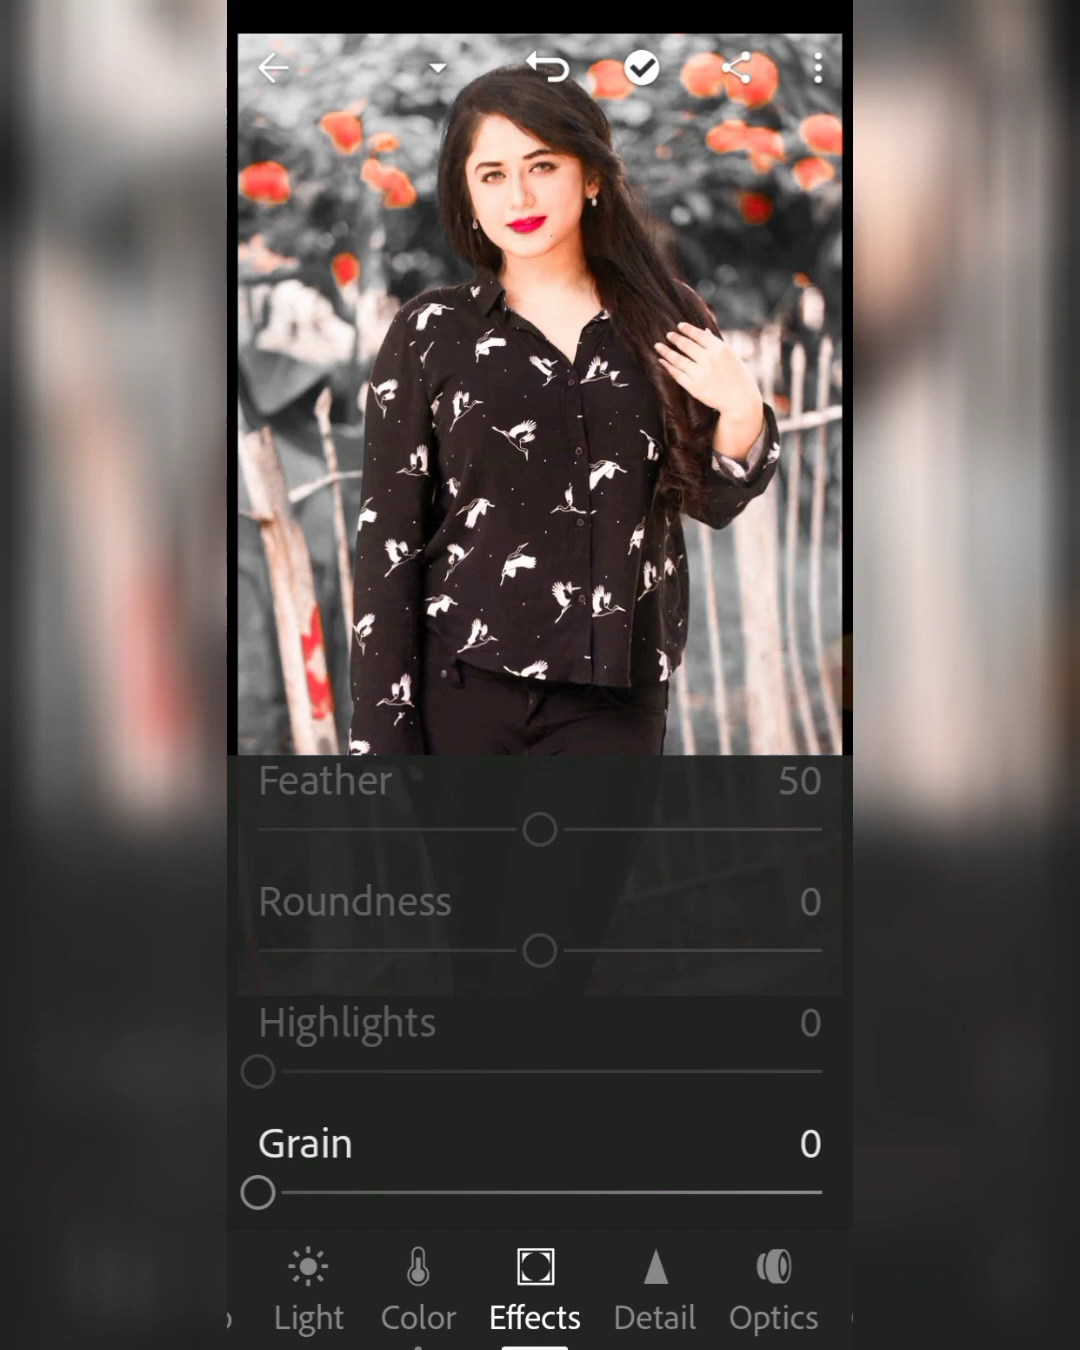 Feather 50
Roundness 0
Highlights 0
Grain 0
Light Color Effects Detail Optics